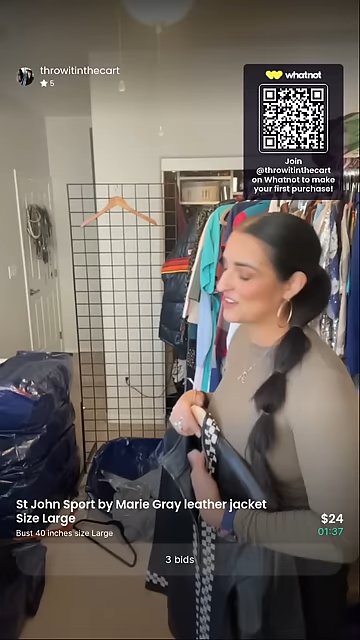 throwitinthecart
★ 5
whatnot
Join
@throwitinthecart
on Whatnot to make
your first purchase!
St John Sport by Marie Gray leather jacket
Size Large
$24
Bust 40 inches size Large
01:37
3 bids